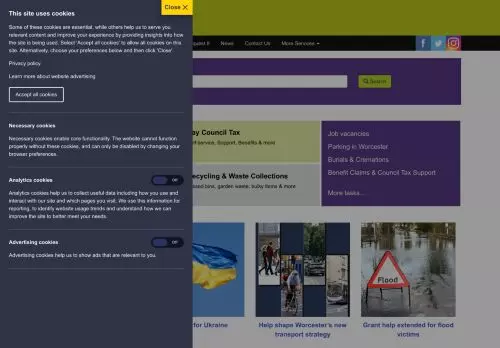 Close ✕
This site uses cookies
Some of these cookies are essential, while others help us to serve you
relevant content and improve your experience by providing insights into
how the site is being used. Select 'Accept all cookies' to allow all cookies on
this site. Alternatively, choose your preferences below and then click 'Close'.
Privacy policy
Learn more about website advertising
Accept all cookies
Necessary cookies
Necessary cookies enable core functionality. The website cannot function
properly without these cookies, and can only be disabled by changing your
browser preferences.
Analytics cookies
Off
Analytics cookies help us to collect useful data including how you use and
interact with our site and which pages you visit. We use this information for
reporting, to identify website usage trends and understand how we can
improve the site to better meet your needs.
Advertising cookies
Off
Advertising cookies help us to show ads that are relevant to you.
It
News
Contact Us
More Services
Search
Council Tax
Support, Benefits & more
& Waste Collections
bins, garden waste, bulky items & more
Job vacancies
Parking in Worcester
Burials & Cremations
Benefit Claims & Council Tax Support
More tasks...
for Ukraine
Help shape Worcester's new
transport strategy
Flood
Grant help extended for flood
victims